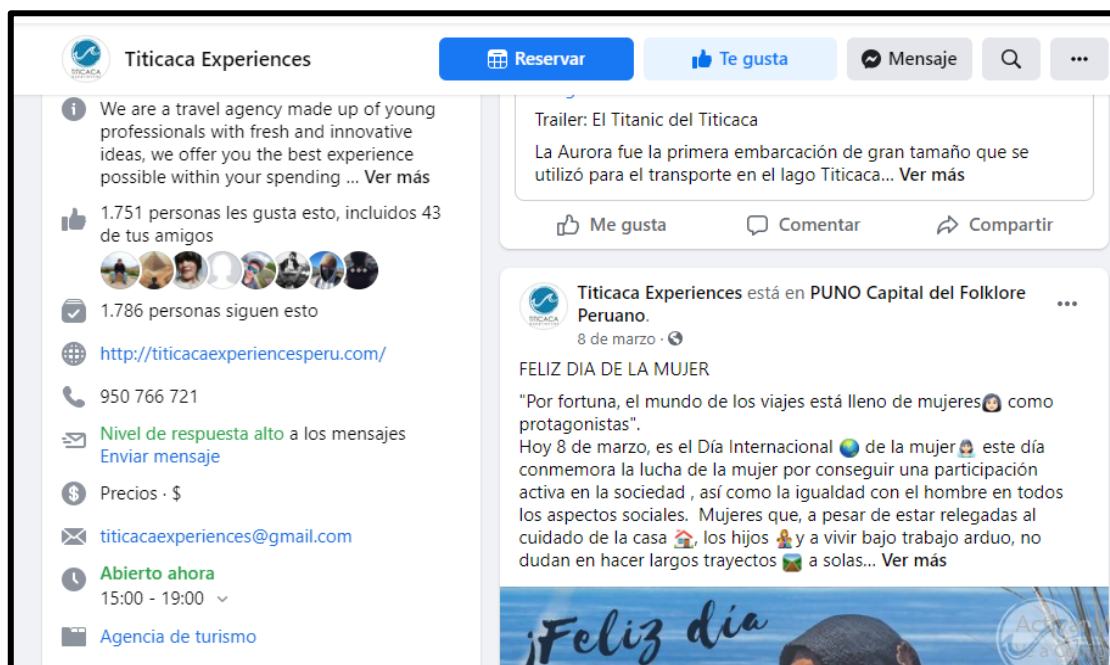 Titicaca Experiences
Reservar
Te gusta
Mensaje
TITICACA
We are a travel agency made up of young
professionals with fresh and innovative
ideas, we offer you the best experience
possible within your spending ... Ver más
1.751 personas les gusta esto, incluidos 43
de tus amigos
1.786 personas siguen esto
http://titicacaexperiencesperu.com/
950 766 721
Nivel de respuesta alto a los mensajes
Enviar mensaje
Precios · $
titicacaexperiences@gmail.com
Abierto ahora
15:00 - 19:00
Agencia de turismo
Trailer: El Titanic del Titicaca
La Aurora fue la primera embarcación de gran tamaño que se
utilizó para el transporte en el lago Titicaca... Ver más
Me gusta
Comentar
Compartir
TITICACA
Titicaca Experiences está en PUNO Capital del Folklore
Peruano.
8 de marzo ·
FELIZ DIA DE LA MUJER
"Por fortuna, el mundo de los viajes está lleno de mujeres👩🏻 como
protagonistas".
Hoy 8 de marzo, es el Día Internacional 🌎 de la mujer👰🏻 este día
conmemora la lucha de la mujer por conseguir una participación
activa en la sociedad , así como la igualdad con el hombre en todos
los aspectos sociales. Mujeres que, a pesar de estar relegadas al
cuidado de la casa 🏠, los hijos 🤱 y a vivir bajo trabajo arduo, no
dudan en hacer largos trayectos 🛤️ a solas... Ver más
¡Feliz día